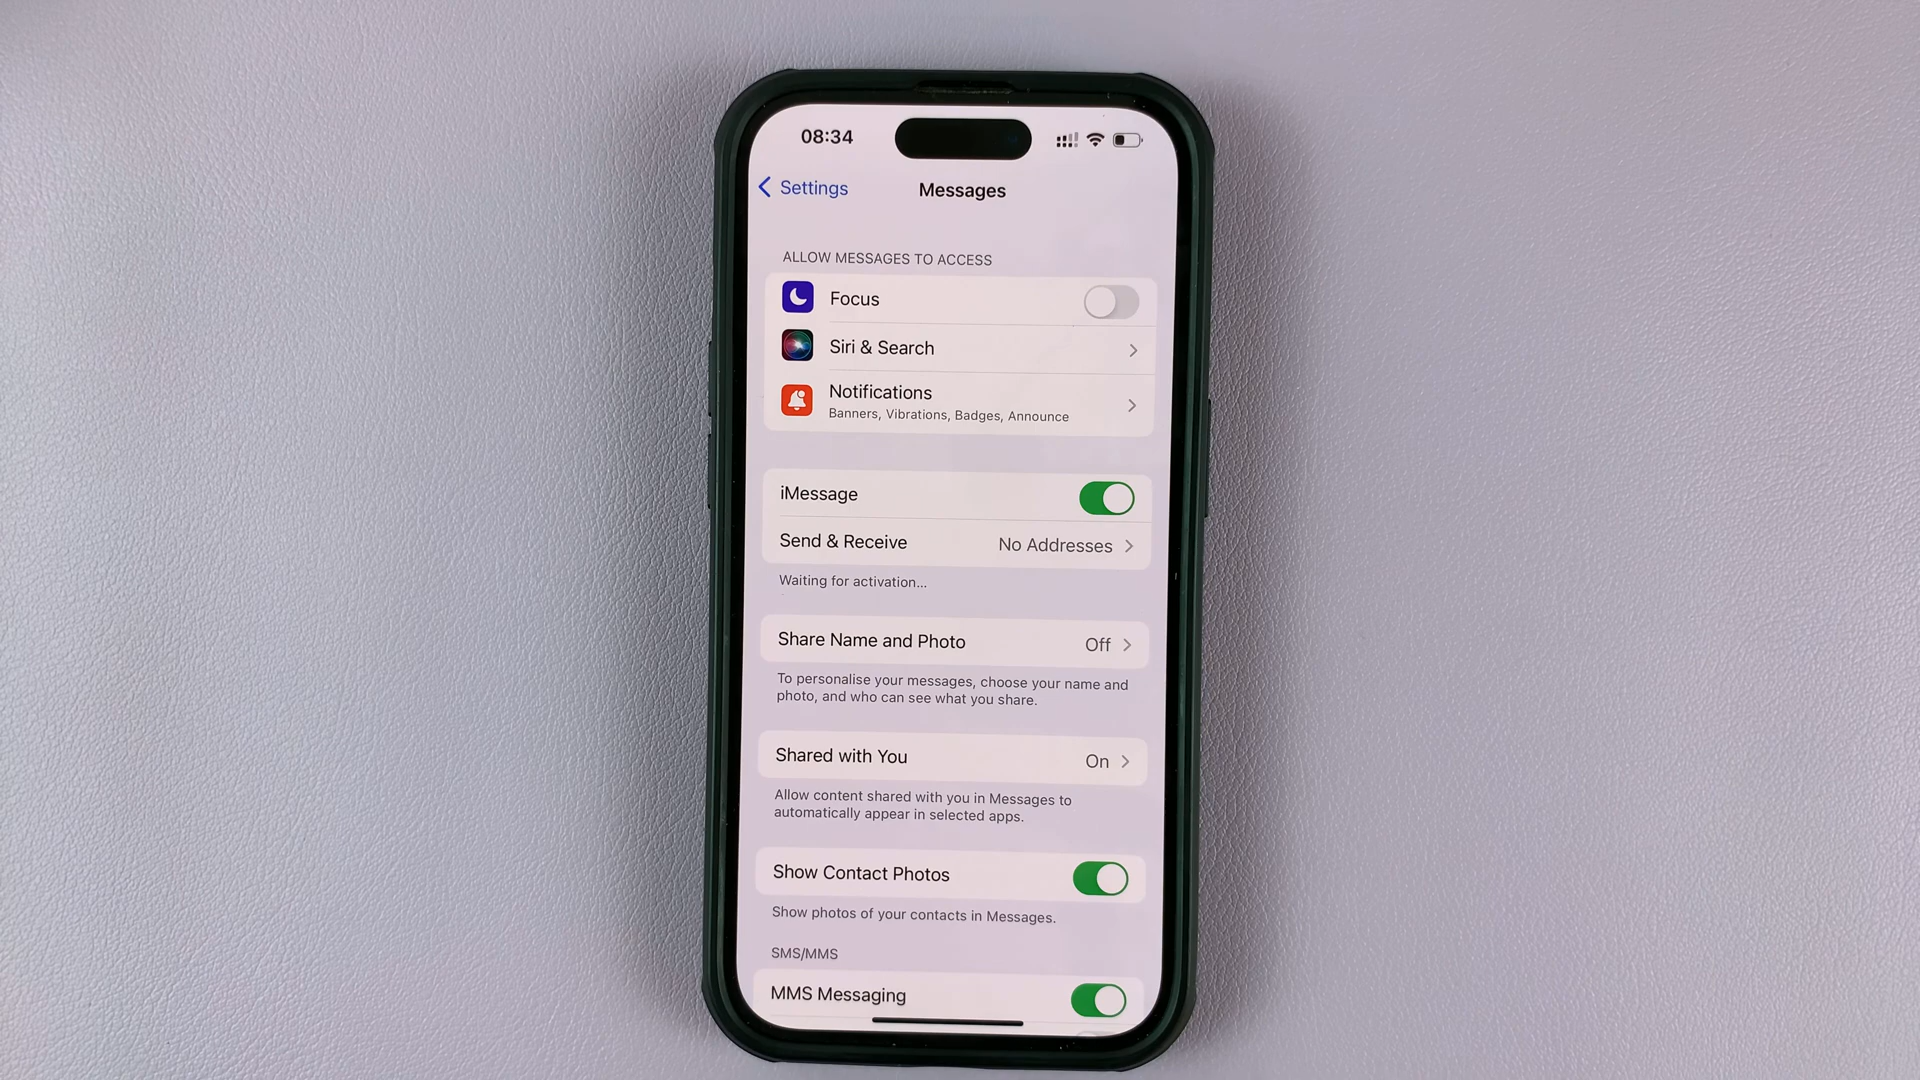 08:34
Settings
Messages
ALLOW MESSAGES TO ACCESS
Focus
Siri & Search
Notifications
Banners, Vibrations, Badges, Announce
iMessage
Send & Receive No Addresses
Waiting for activation...
Share Name and Photo Off
To personalise your messages, choose your name and
photo, and who can see what you share.
Shared with You On
Allow content shared with you in Messages to
automatically appear in selected apps.
Show Contact Photos
Show photos of your contacts in Messages.
SMS/MMS
MMS Messaging